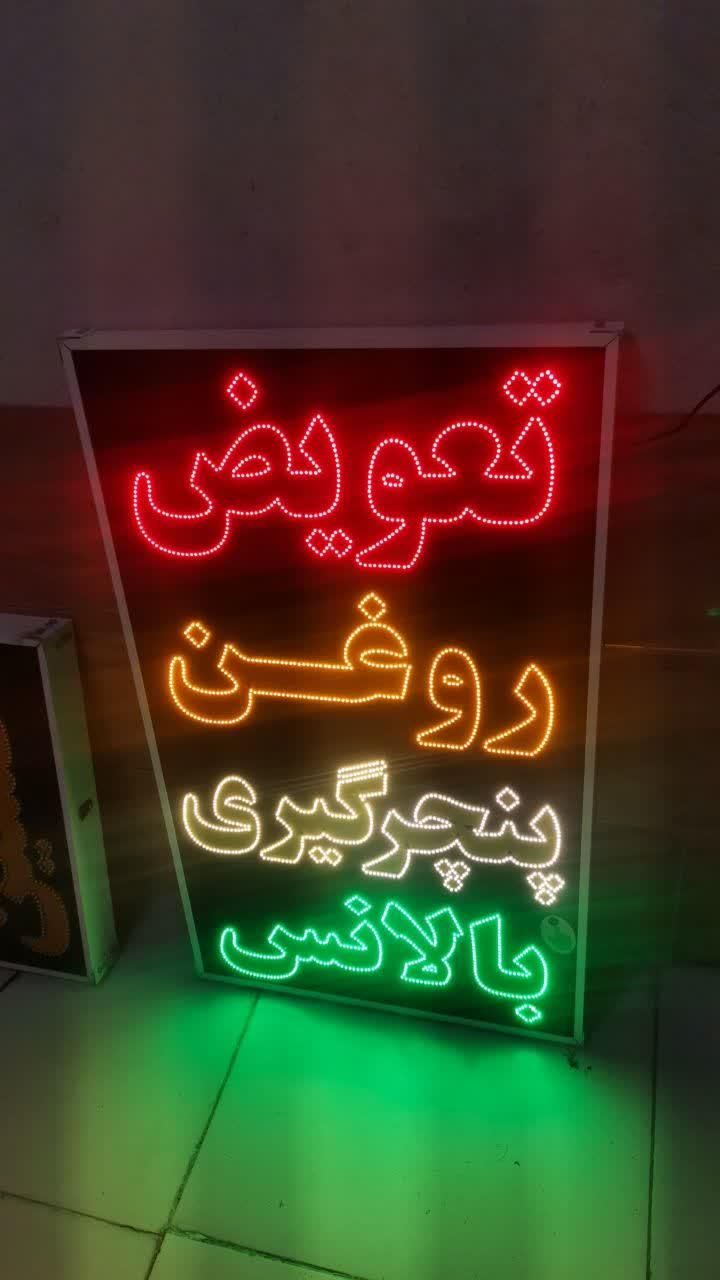 تعویض
روغن
پنچرگیری
بالانس